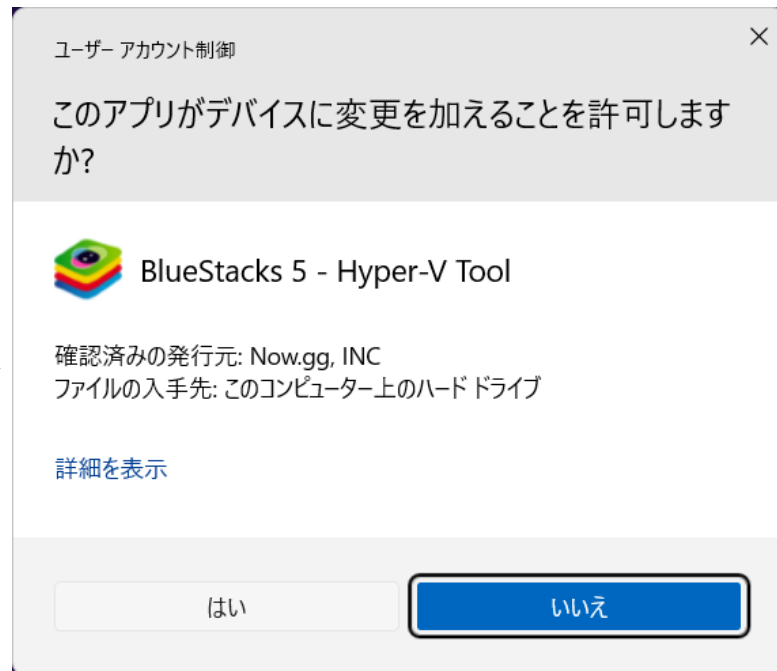 ユーザー アカウント制御
このアプリがデバイスに変更を加えることを許可します
か?
BlueStacks 5 - Hyper-V Tool
確認済みの発行元: Now.gg, INC
ファイルの入手先: このコンピューター上のハード ドライブ
詳細を表示
はい
いいえ